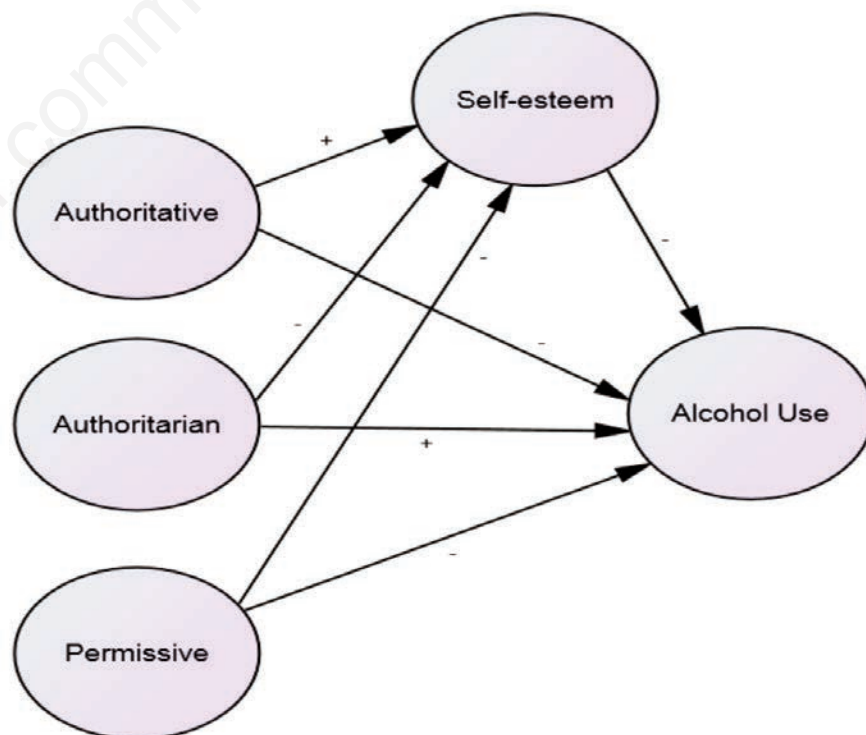 Self-esteem
+
Authoritative
-
-
-
-
Authoritarian
Alcohol Use
+
-
Permissive